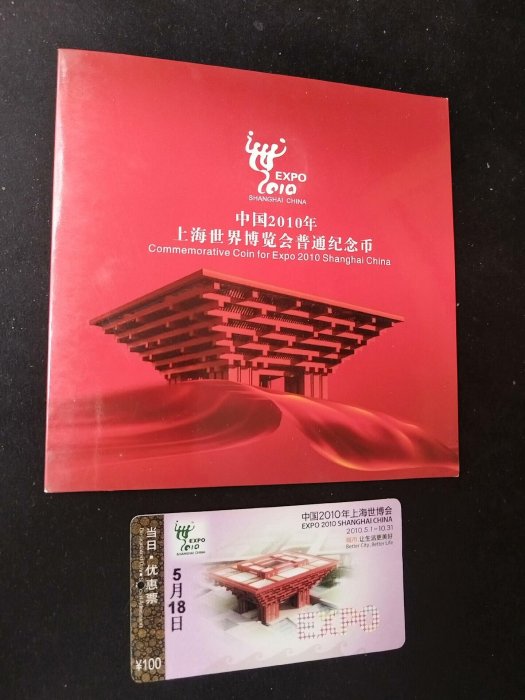 EXPO
2010
SHANGHAI CHINA
中国2010年
上海世界博览会普通纪念币
Commemorative Coin for Expo 2010 Shanghai China
EXPO
2010
SHANGHAI CHINA
中国2010年上海世博会
EXPO 2010 SHANGHAI CHINA
2010.5.1-10.31
城市,让生活更美好
Better City, Better Life
当日·优惠票
5
月
18
日
EXPO
¥100